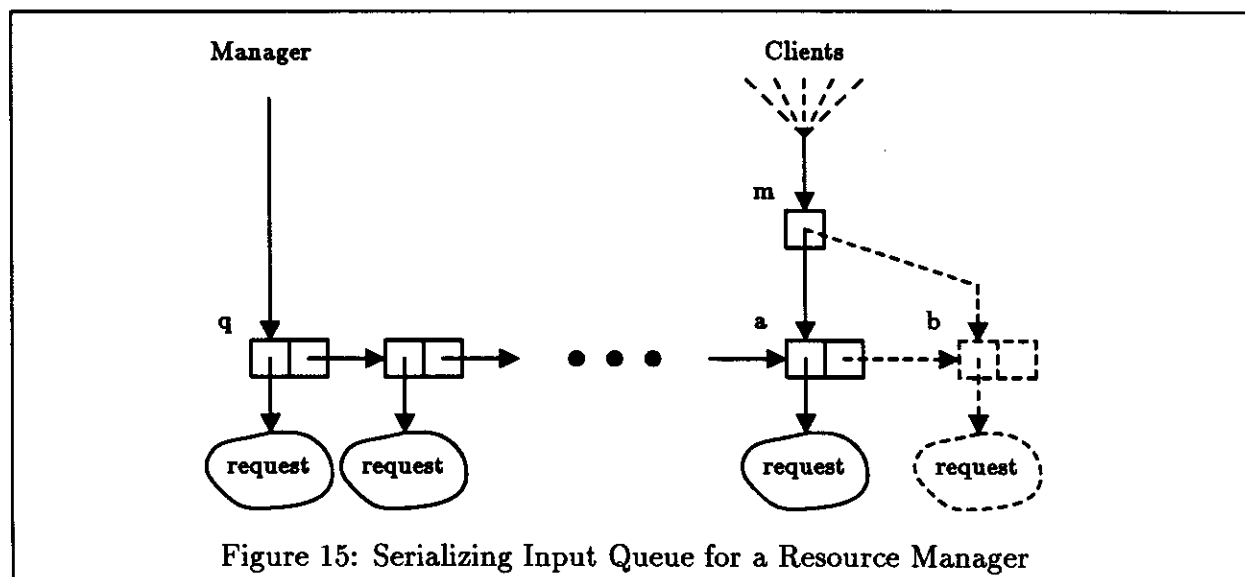 Manager
Clients
m
q
a
b
request
request
request
request
Figure 15: Serializing Input Queue for a Resource Manager